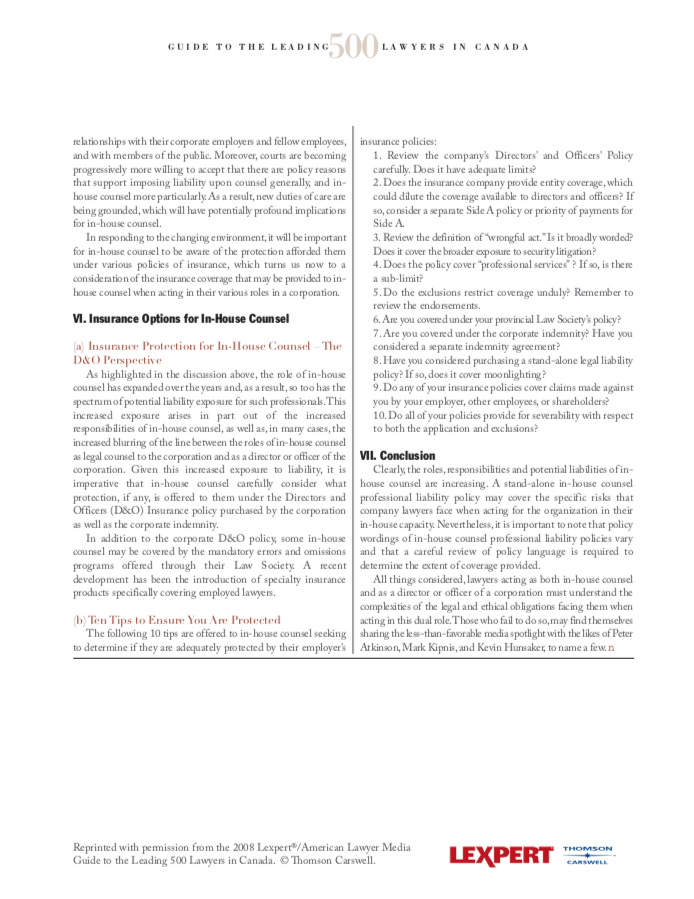 GUIDE TO THE LEADING 500 LAWYERS IN CANADA
relationships with their corporate employers and fellow employees,
and with members of the public. Moreover, courts are becoming
progressively more willing to accept that there are policy reasons
that support imposing liability upon counsel generally, and in-
house counsel more particularly. As a result, new duties of care are
being grounded, which will have potentially profound implications
for in-house counsel.
In responding to the changing environment, it will be important
for in-house counsel to be aware of the protection afforded them
under various policies of insurance, which turns us now to a
consideration of the insurance coverage that may be provided to in-
house counsel when acting in their various roles in a corporation.
VI. Insurance Options for In-House Counsel
(a) Insurance Protection for In-House Counsel – The
D&O Perspective
As highlighted in the discussion above, the role of in-house
counsel has expanded over the years and, as a result, so too has the
spectrum of potential liability exposure for such professionals. This
increased exposure arises in part out of the increased
responsibilities of in-house counsel, as well as, in many cases, the
increased blurring of the line between the roles of in-house counsel
as legal counsel to the corporation and as a director or officer of the
corporation. Given this increased exposure to liability, it is
imperative that in-house counsel carefully consider what
protection, if any, is offered to them under the Directors and
Officers (D&O) Insurance policy purchased by the corporation
as well as the corporate indemnity.
In addition to the corporate D&O policy, some in-house
counsel may be covered by the mandatory errors and omissions
programs offered through their Law Society. A recent
development has been the introduction of specialty insurance
products specifically covering employed lawyers.
(b) Ten Tips to Ensure You Are Protected
The following 10 tips are offered to in-house counsel seeking
to determine if they are adequately protected by their employer's
insurance policies:
1. Review the company's Directors' and Officers' Policy
carefully. Does it have adequate limits?
2. Does the insurance company provide entity coverage, which
could dilute the coverage available to directors and officers? If
so, consider a separate Side A policy or priority of payments for
Side A.
3. Review the definition of "wrongful act." Is it broadly worded?
Does it cover the broader exposure to security litigation?
4. Does the policy cover "professional services"? If so, is there
a sub-limit?
5. Do the exclusions restrict coverage unduly? Remember to
review the endorsements.
6. Are you covered under your provincial Law Society's policy?
7. Are you covered under the corporate indemnity? Have you
considered a separate indemnity agreement?
8. Have you considered purchasing a stand-alone legal liability
policy? If so, does it cover moonlighting?
9. Do any of your insurance policies cover claims made against
you by your employer, other employees, or shareholders?
10. Do all of your policies provide for severability with respect
to both the application and exclusions?
VII. Conclusion
Clearly, the roles, responsibilities and potential liabilities of in-
house counsel are increasing. A stand-alone in-house counsel
professional liability policy may cover the specific risks that
company lawyers face when acting for the organization in their
in-house capacity. Nevertheless, it is important to note that policy
wordings of in-house counsel professional liability policies vary
and that a careful review of policy language is required to
determine the extent of coverage provided.
All things considered, lawyers acting as both in-house counsel
and as a director or officer of a corporation must understand the
complexities of the legal and ethical obligations facing them when
acting in this dual role. Those who fail to do so, may find themselves
sharing the less-than-favorable media spotlight with the likes of Peter
Atkinson, Mark Kipnis, and Kevin Hunsaker, to name a few. n
Reprinted with permission from the 2008 Lexpert®/American Lawyer Media
Guide to the Leading 500 Lawyers in Canada. © Thomson Carswell.
LEXPERT
THOMSON
CARSWELL